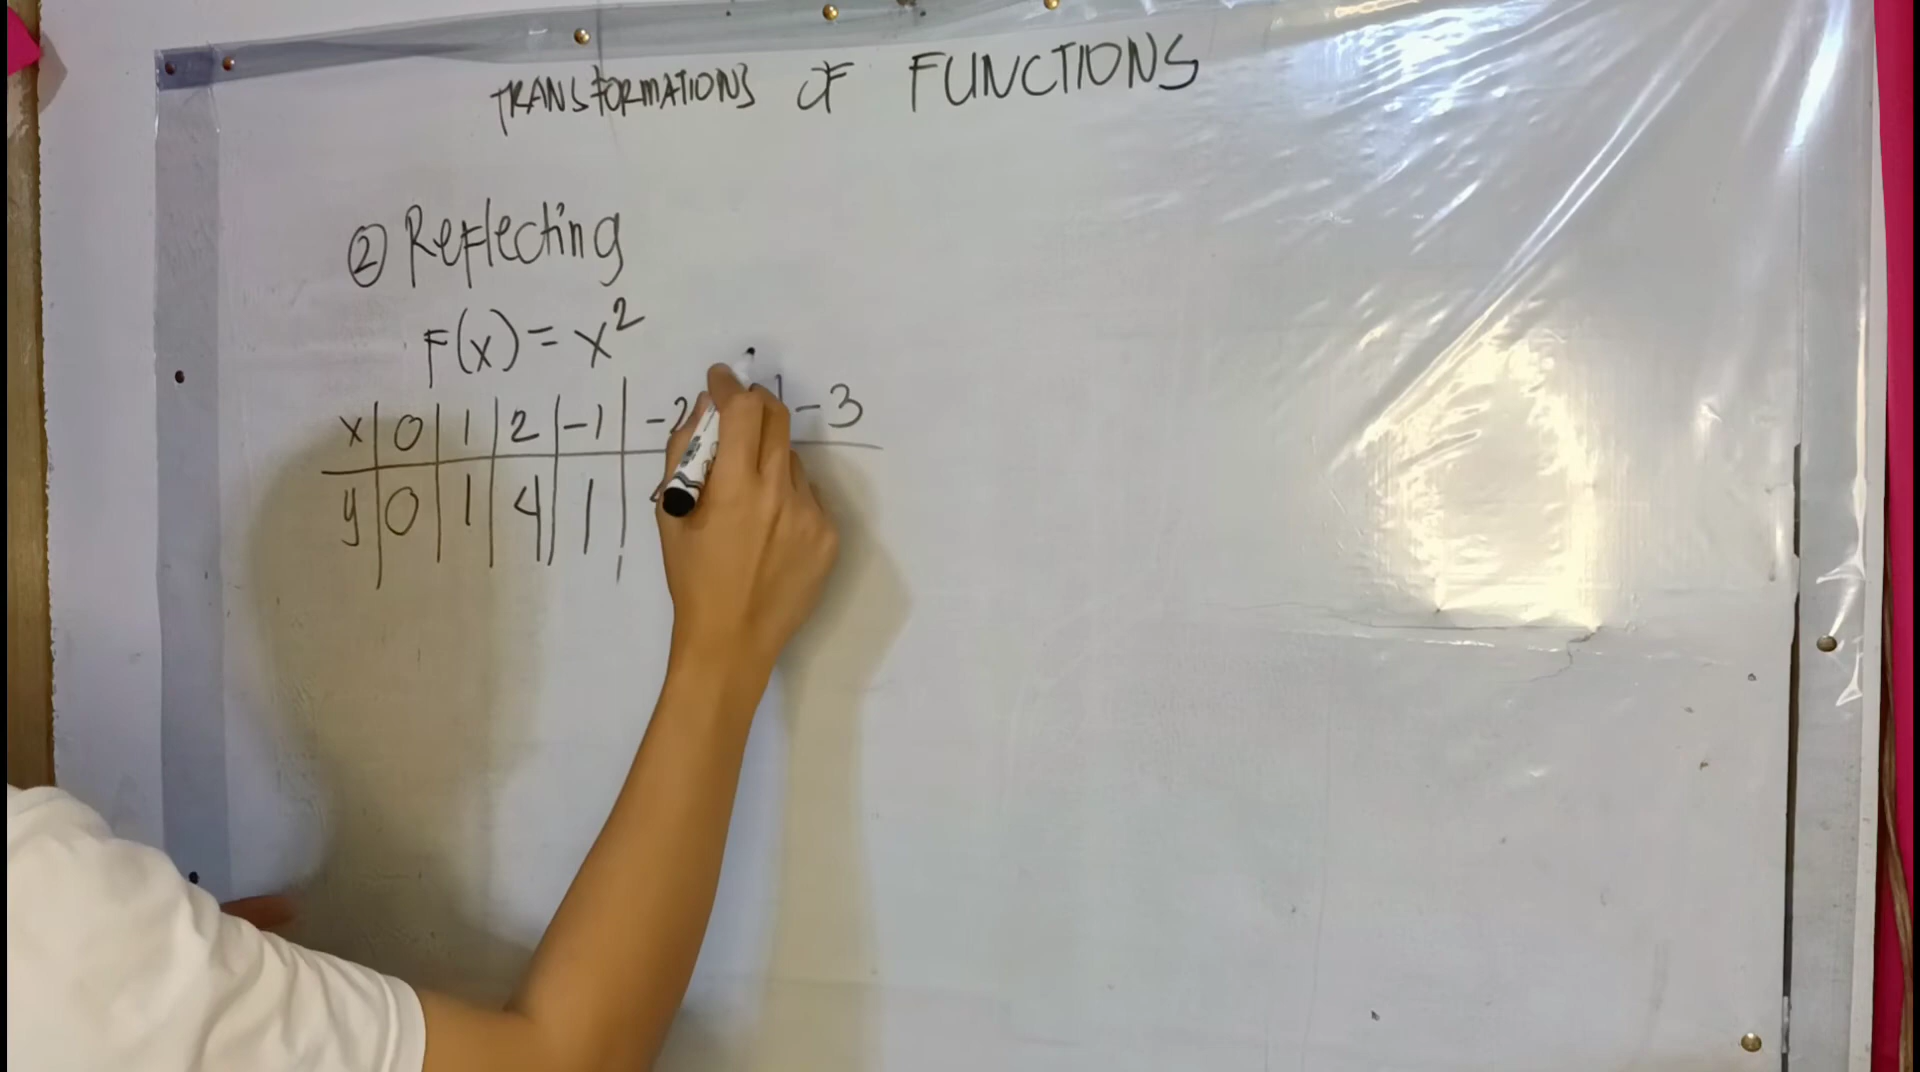 TRANSFORMATIONS OF FUNCTIONS
② Reflecting
F(x) = x²
x | 0 | 1 | 2 | -1 | -2 | -3
y | 0 | 1 | 4 | 1 |